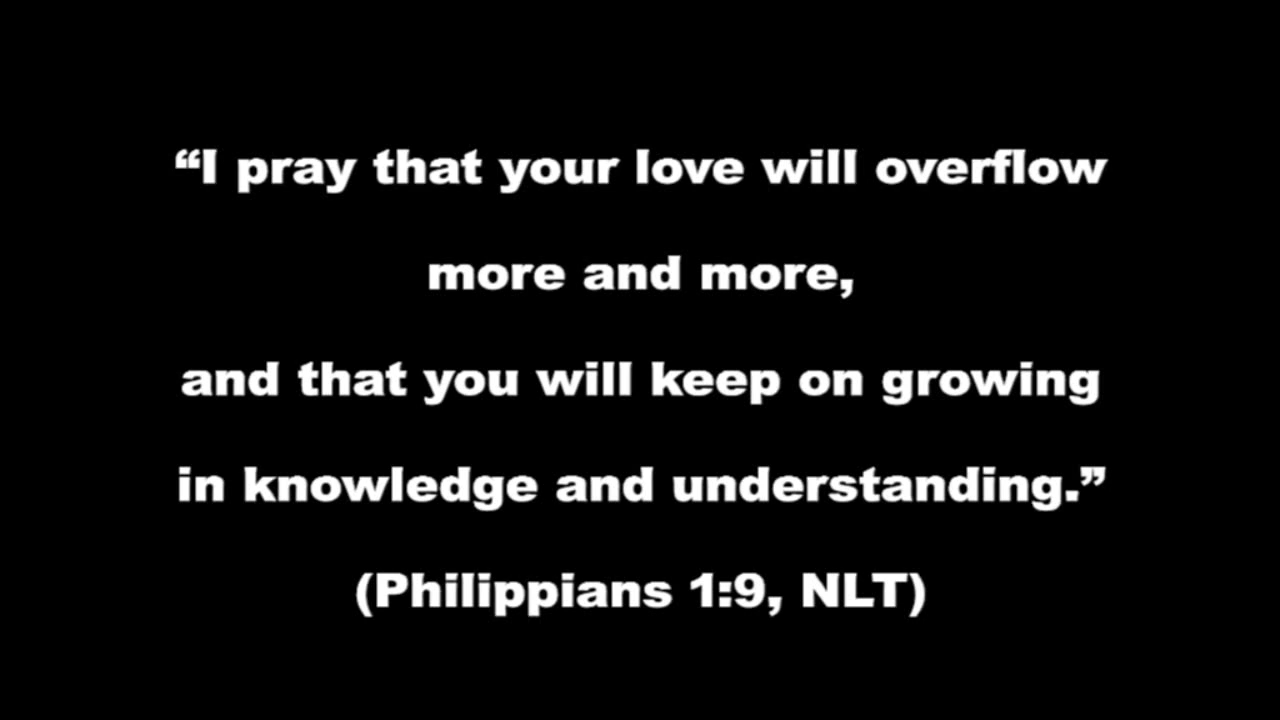 “I pray that your love will overflow
more and more,
and that you will keep on growing
in knowledge and understanding.”
(Philippians 1:9, NLT)